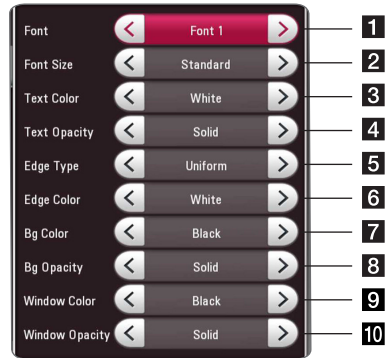 Font Font 1 1
Font Size Standard 2
Text Color White 3
Text Opacity Solid 4
Edge Type Uniform 5
Edge Color White 6
Bg Color Black 7
Bg Opacity Solid 8
Window Color Black 9
Window Opacity Solid 10